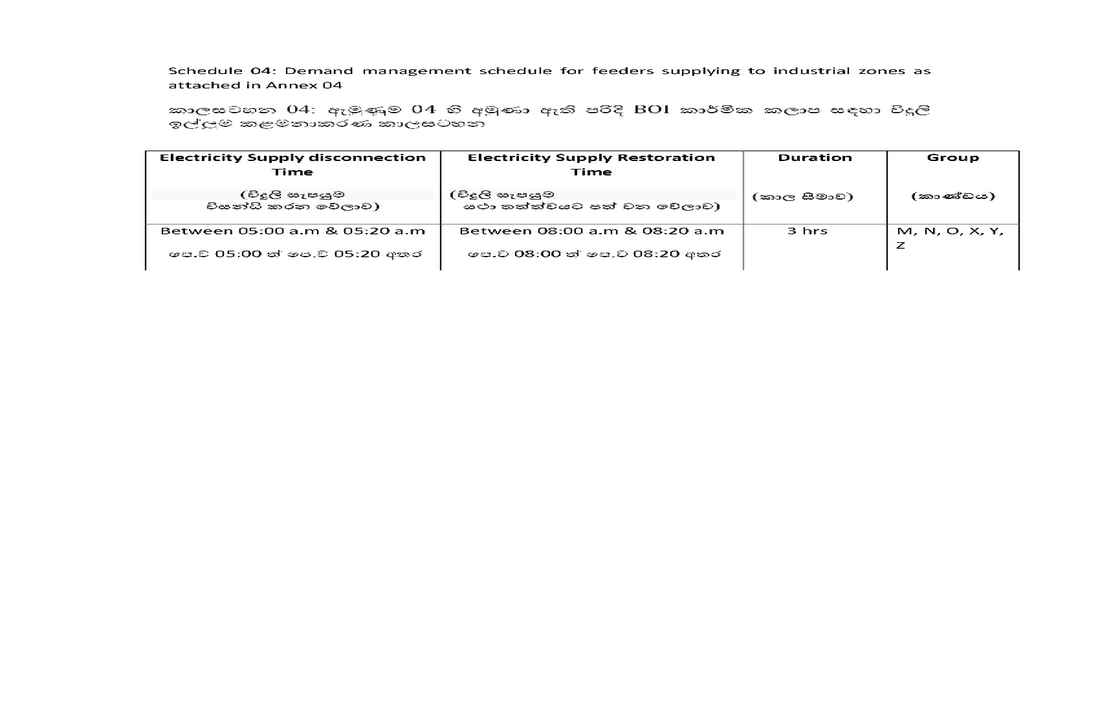 Schedule 04: Demand management schedule for feeders supplying to industrial zones as
attached in Annex 04
කාලසටහන 04: ඇමුණුම 04 හි අමුණා ඇති පරිදි BOI කාර්මික කලාප සඳහා විදුලි
ඉල්ලුම කළමනාකරණ කාලසටහන
Electricity Supply disconnection
Time
(විදුලි සැපයුම
විසන්ධි කරන වේලාව)
Electricity Supply Restoration
Time
(විදුලි සැපයුම
යථා තත්ත්වයට පත් වන වේලාව)
Duration
(කාල සීමාව)
Group
(කාණ්ඩය)
Between 05:00 a.m & 05:20 a.m
පෙ.ව 05:00 ත් පෙ.ව 05:20 අතර
Between 08:00 a.m & 08:20 a.m
පෙ.ව 08:00 ත් පෙ.ව 08:20 අතර
3 hrs
M, N, O, X, Y,
Z